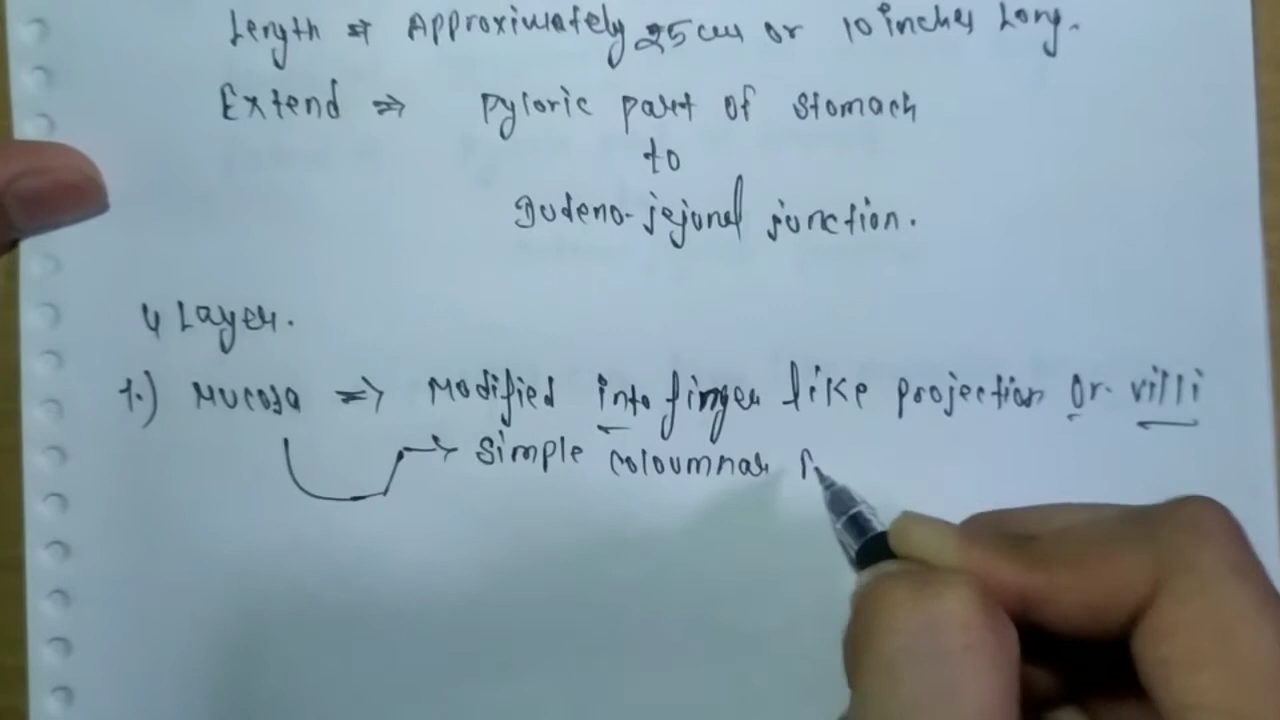 Length ⇒ Approximately 25 cm or 10 inches Long.
Extend ⇒ Pyloric part of stomach
to
Dudeno-jejunal junction.
4 Layer.
1.) Mucosa ⇒ Modified into finger like projection Or villi
→ Simple coloumnar